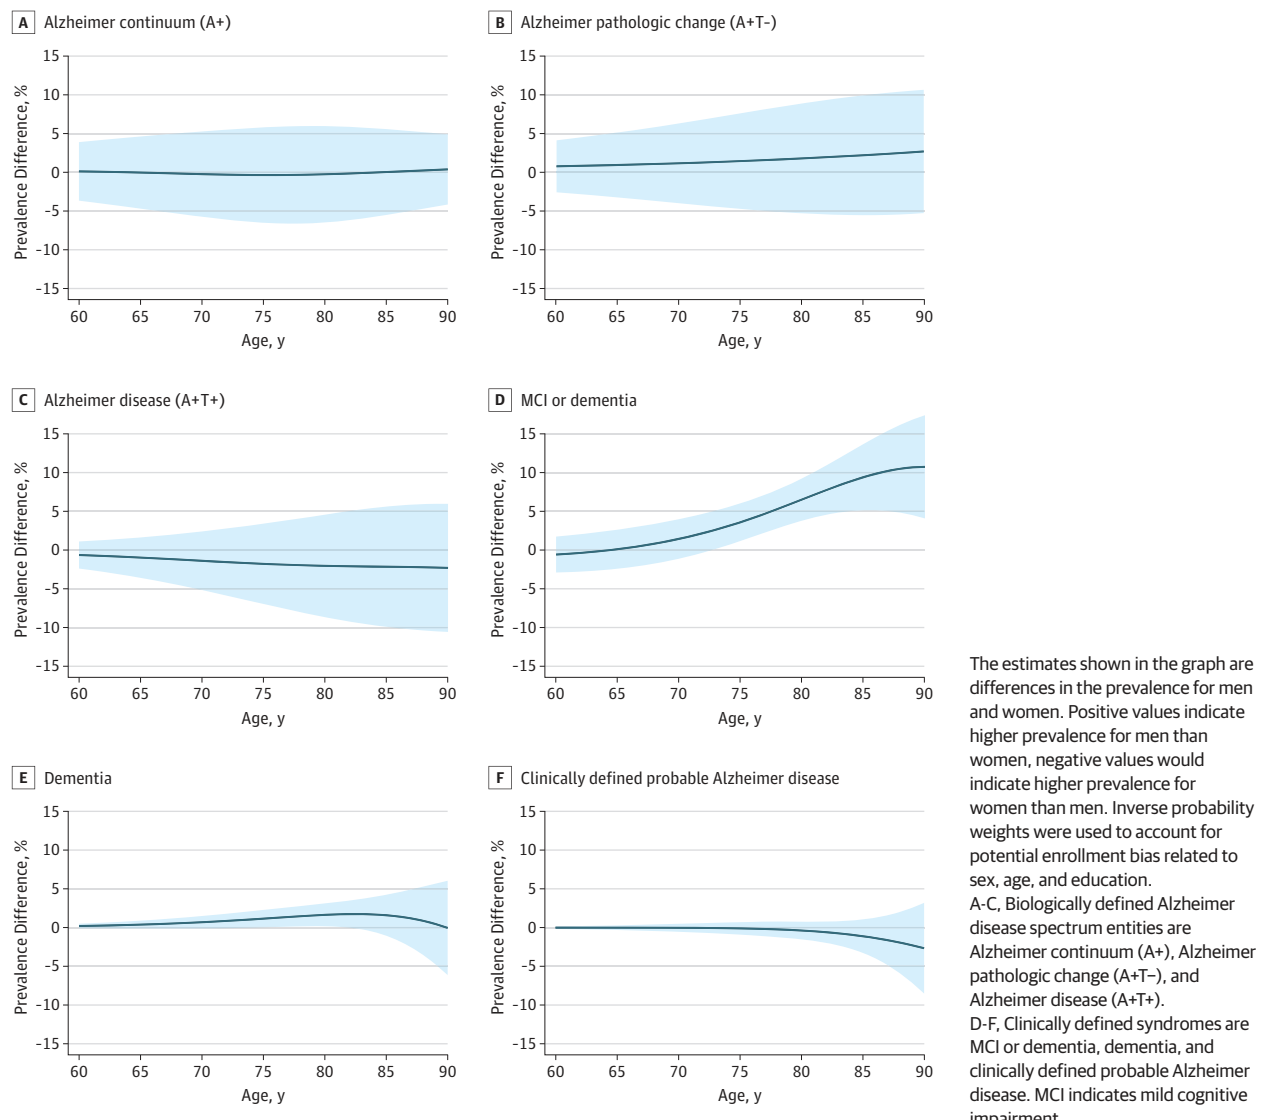 A Alzheimer continuum (A+)
15
10
5
0
-5
-10
-15
Prevalence Difference, %
60 65 70 75 80 85 90
Age, y
B Alzheimer pathologic change (A+T-)
15
10
5
0
-5
-10
-15
Prevalence Difference, %
60 65 70 75 80 85 90
Age, y
C Alzheimer disease (A+T+)
15
10
5
0
-5
-10
-15
Prevalence Difference, %
60 65 70 75 80 85 90
Age, y
D MCI or dementia
15
10
5
0
-5
-10
-15
Prevalence Difference, %
60 65 70 75 80 85 90
Age, y
E Dementia
15
10
5
0
-5
-10
-15
Prevalence Difference, %
60 65 70 75 80 85 90
Age, y
F Clinically defined probable Alzheimer disease
15
10
5
0
-5
-10
-15
Prevalence Difference, %
60 65 70 75 80 85 90
Age, y
The estimates shown in the graph are
differences in the prevalence for men
and women. Positive values indicate
higher prevalence for men than
women, negative values would
indicate higher prevalence for
women than men. Inverse probability
weights were used to account for
potential enrollment bias related to
sex, age, and education.
A-C, Biologically defined Alzheimer
disease spectrum entities are
Alzheimer continuum (A+), Alzheimer
pathologic change (A+T−), and
Alzheimer disease (A+T+).
D-F, Clinically defined syndromes are
MCI or dementia, dementia, and
clinically defined probable Alzheimer
disease. MCI indicates mild cognitive
impairment